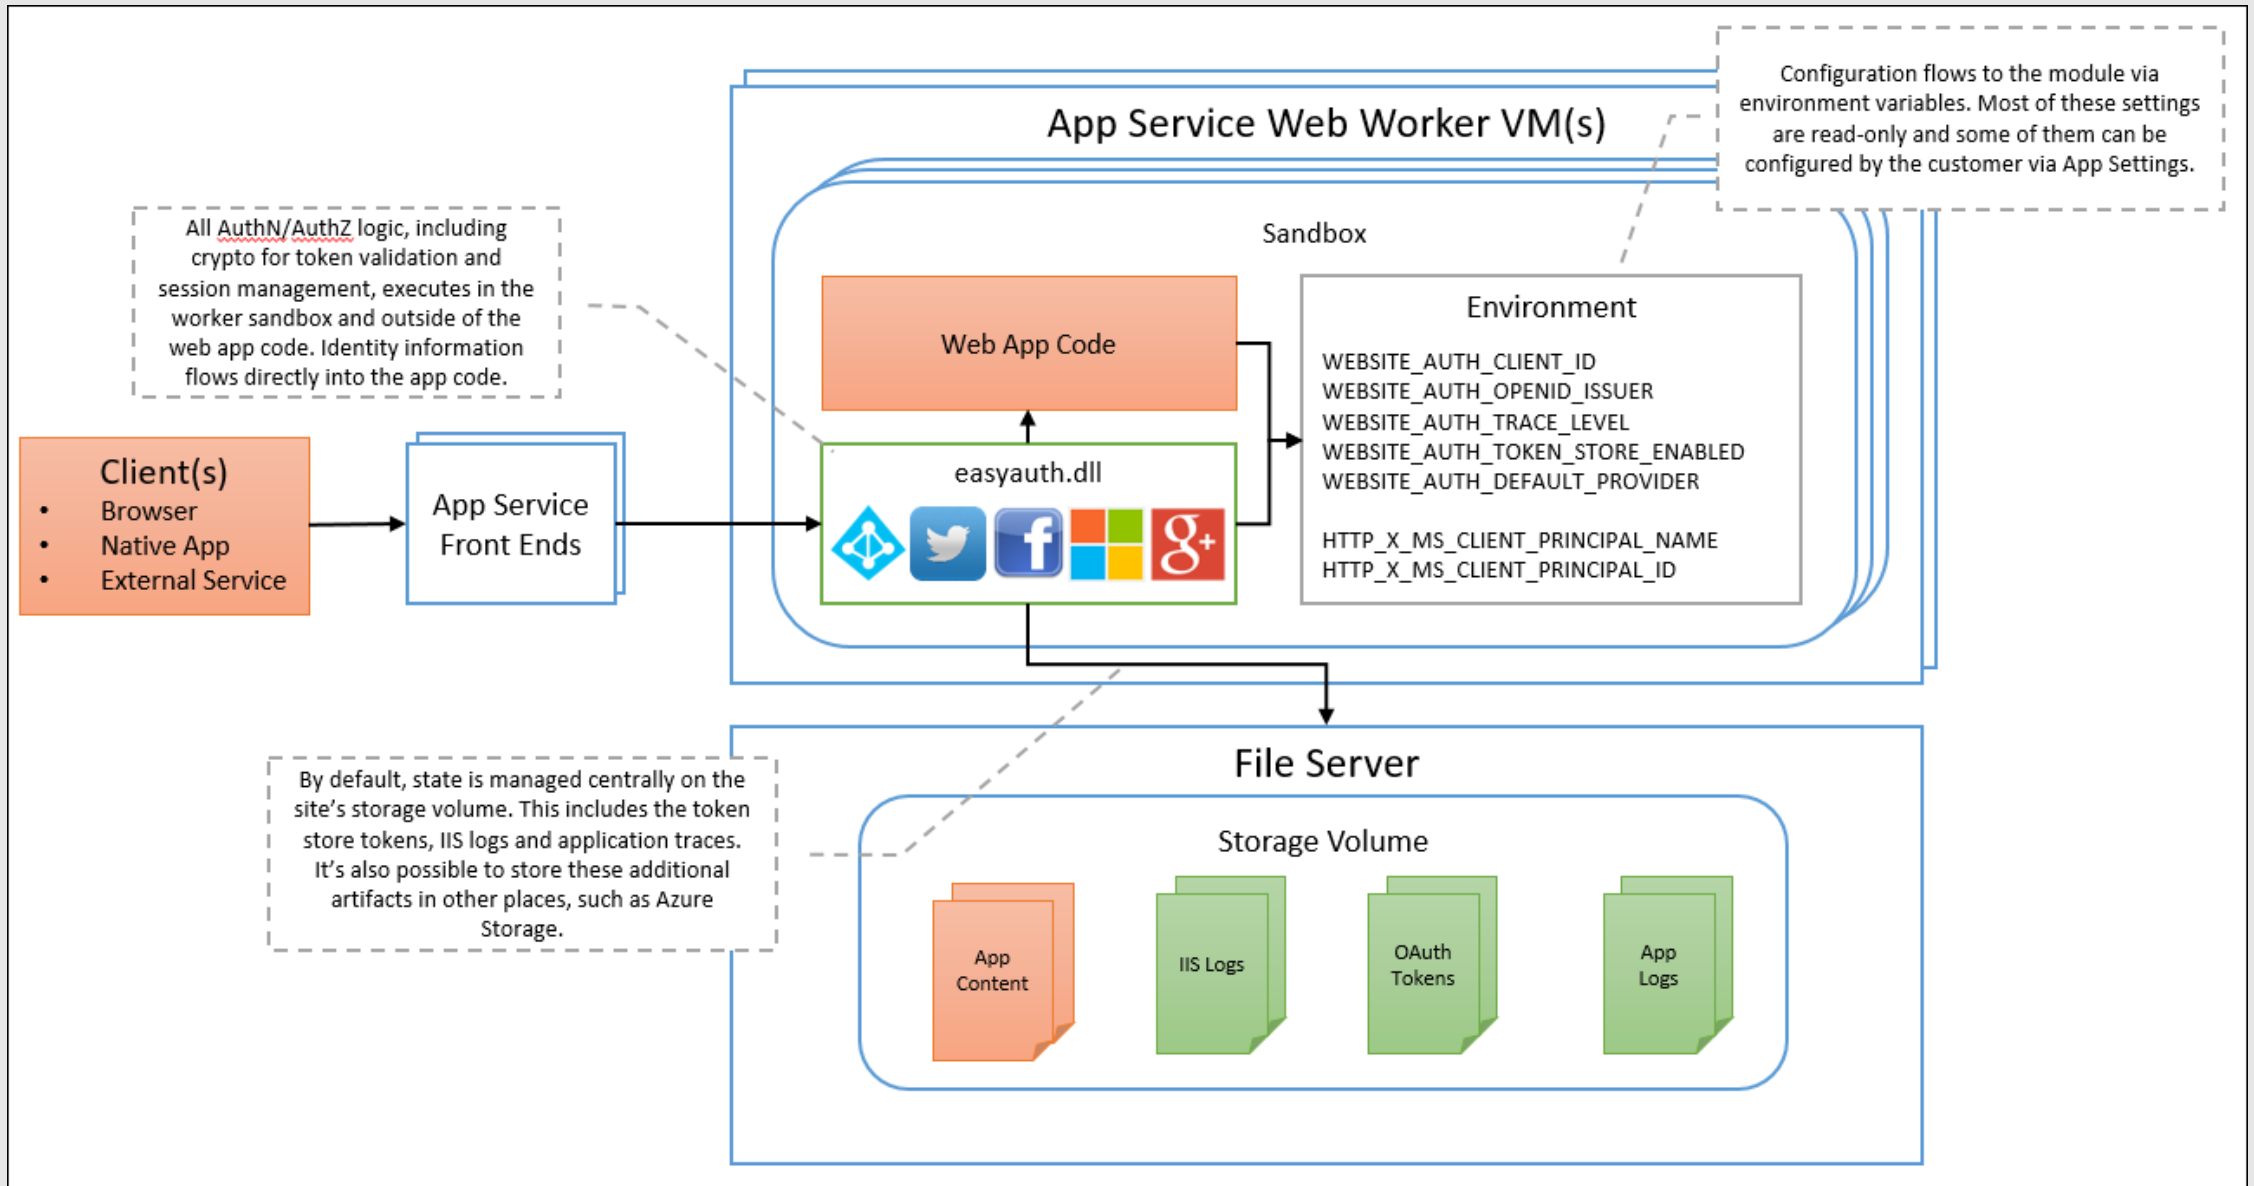 Configuration flows to the module via
environment variables. Most of these settings
are read-only and some of them can be
configured by the customer via App Settings.
App Service Web Worker VM(s)
All AuthN/AuthZ logic, including
crypto for token validation and
session management, executes in the
worker sandbox and outside of the
web app code. Identity information
flows directly into the app code.
Sandbox
Web App Code
Environment
WEBSITE_AUTH_CLIENT_ID
WEBSITE_AUTH_OPENID_ISSUER
WEBSITE_AUTH_TRACE_LEVEL
WEBSITE_AUTH_TOKEN_STORE_ENABLED
WEBSITE_AUTH_DEFAULT_PROVIDER
HTTP_X_MS_CLIENT_PRINCIPAL_NAME
HTTP_X_MS_CLIENT_PRINCIPAL_ID
Client(s)
• Browser
• Native App
• External Service
App Service
Front Ends
easyauth.dll
f
g+
By default, state is managed centrally on the
site’s storage volume. This includes the token
store tokens, IIS logs and application traces.
It’s also possible to store these additional
artifacts in other places, such as Azure
Storage.
File Server
Storage Volume
App
Content
IIS Logs
OAuth
Tokens
App
Logs